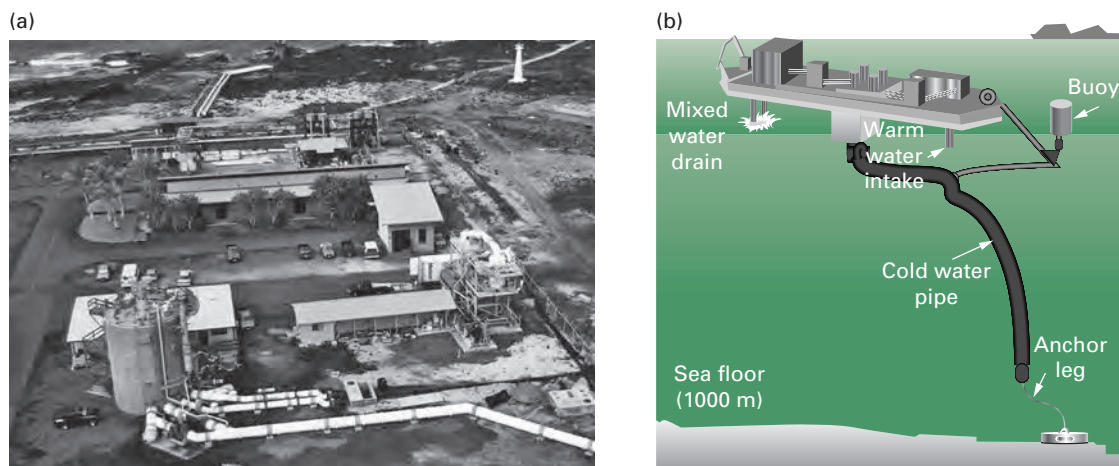 (a)
(b)
Buoy
Mixed
water
drain
Warm
water
intake
Cold water
pipe
Anchor
leg
Sea floor
(1000 m)